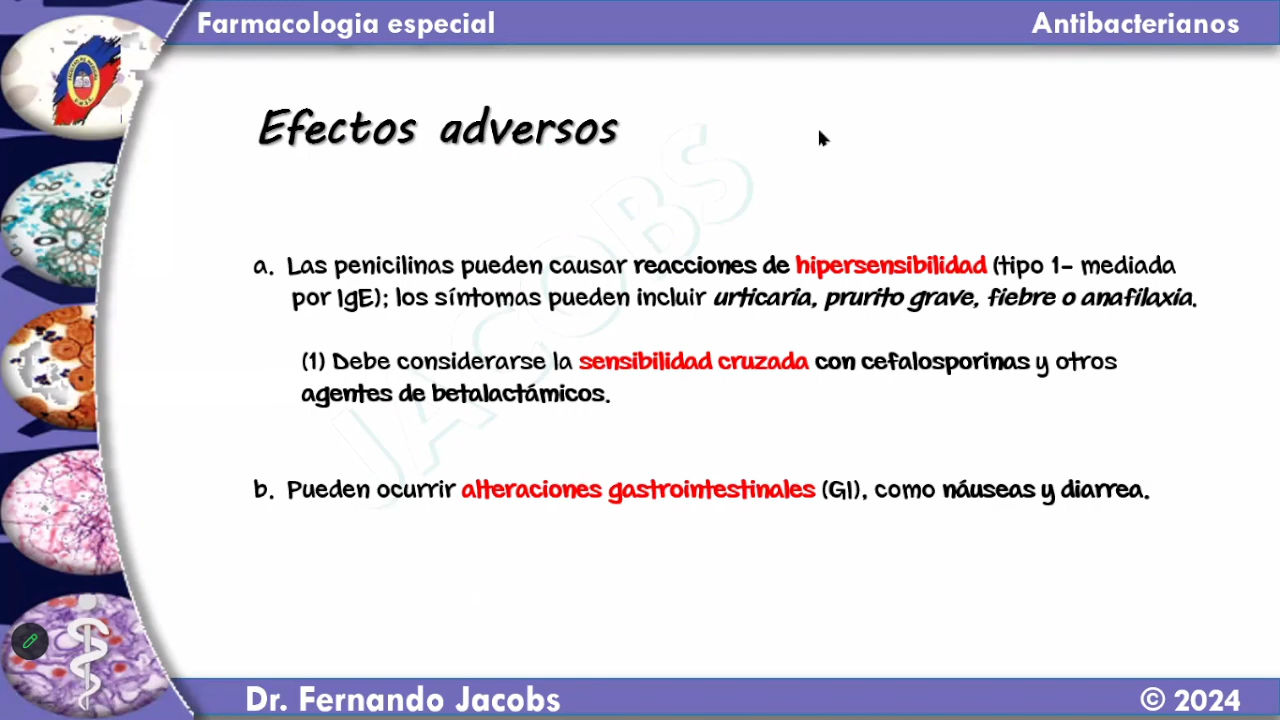 Farmacologia especial
Antibacterianos
Efectos adversos
a. Las penicilinas pueden causar reacciones de hipersensibilidad (tipo 1- mediada
por IgE); los síntomas pueden incluir urticaria, prurito grave, fiebre o anafilaxia.
(1) Debe considerarse la sensibilidad cruzada con cefalosporinas y otros
agentes de betalactámicos.
b. Pueden ocurrir alteraciones gastrointestinales (GI), como náuseas y diarrea.
JACOBS
Dr. Fernando Jacobs
© 2024